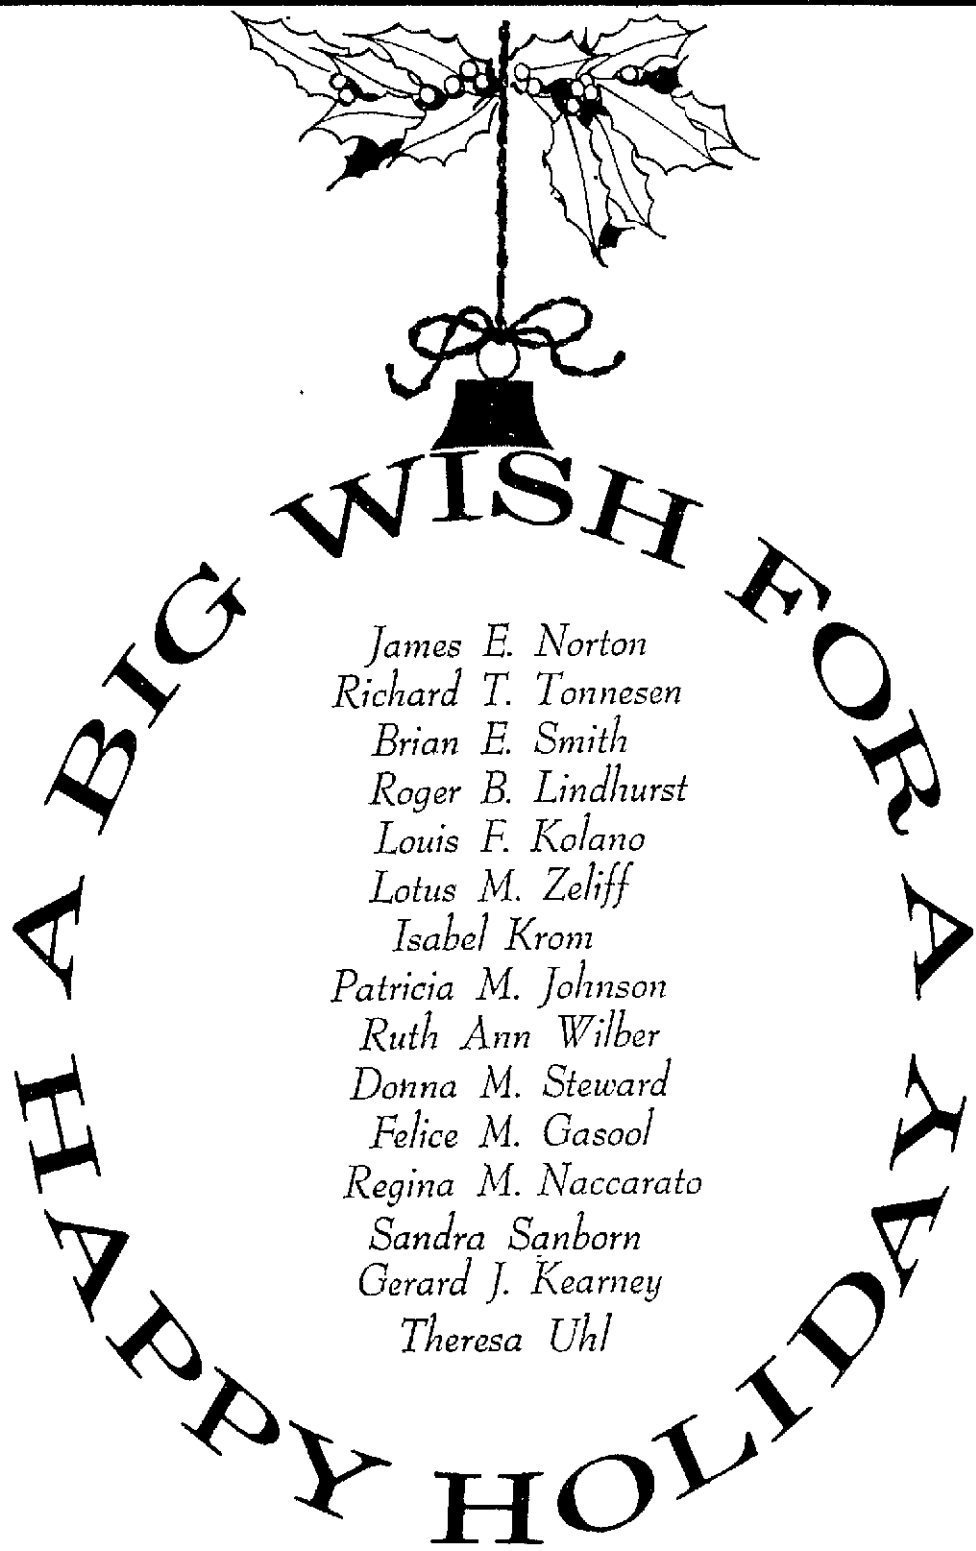 A BIG WISH FOR A
HAPPY HOLIDAY
James E. Norton
Richard T. Tonnesen
Brian E. Smith
Roger B. Lindhurst
Louis F. Kolano
Lotus M. Zeliff
Isabel Krom
Patricia M. Johnson
Ruth Ann Wilber
Donna M. Steward
Felice M. Gasool
Regina M. Naccarato
Sandra Sanborn
Gerard J. Kearney
Theresa Uhl